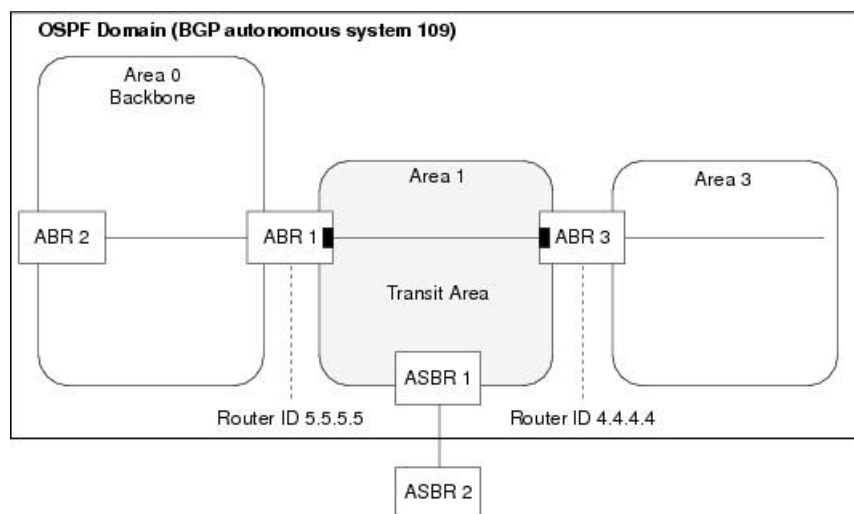 OSPF Domain (BGP autonomous system 109)
Area 0
Backbone
Area 1
Area 3
ABR 2
ABR 1
ABR 3
Transit Area
ASBR 1
Router ID 5.5.5.5
Router ID 4.4.4.4
ASBR 2